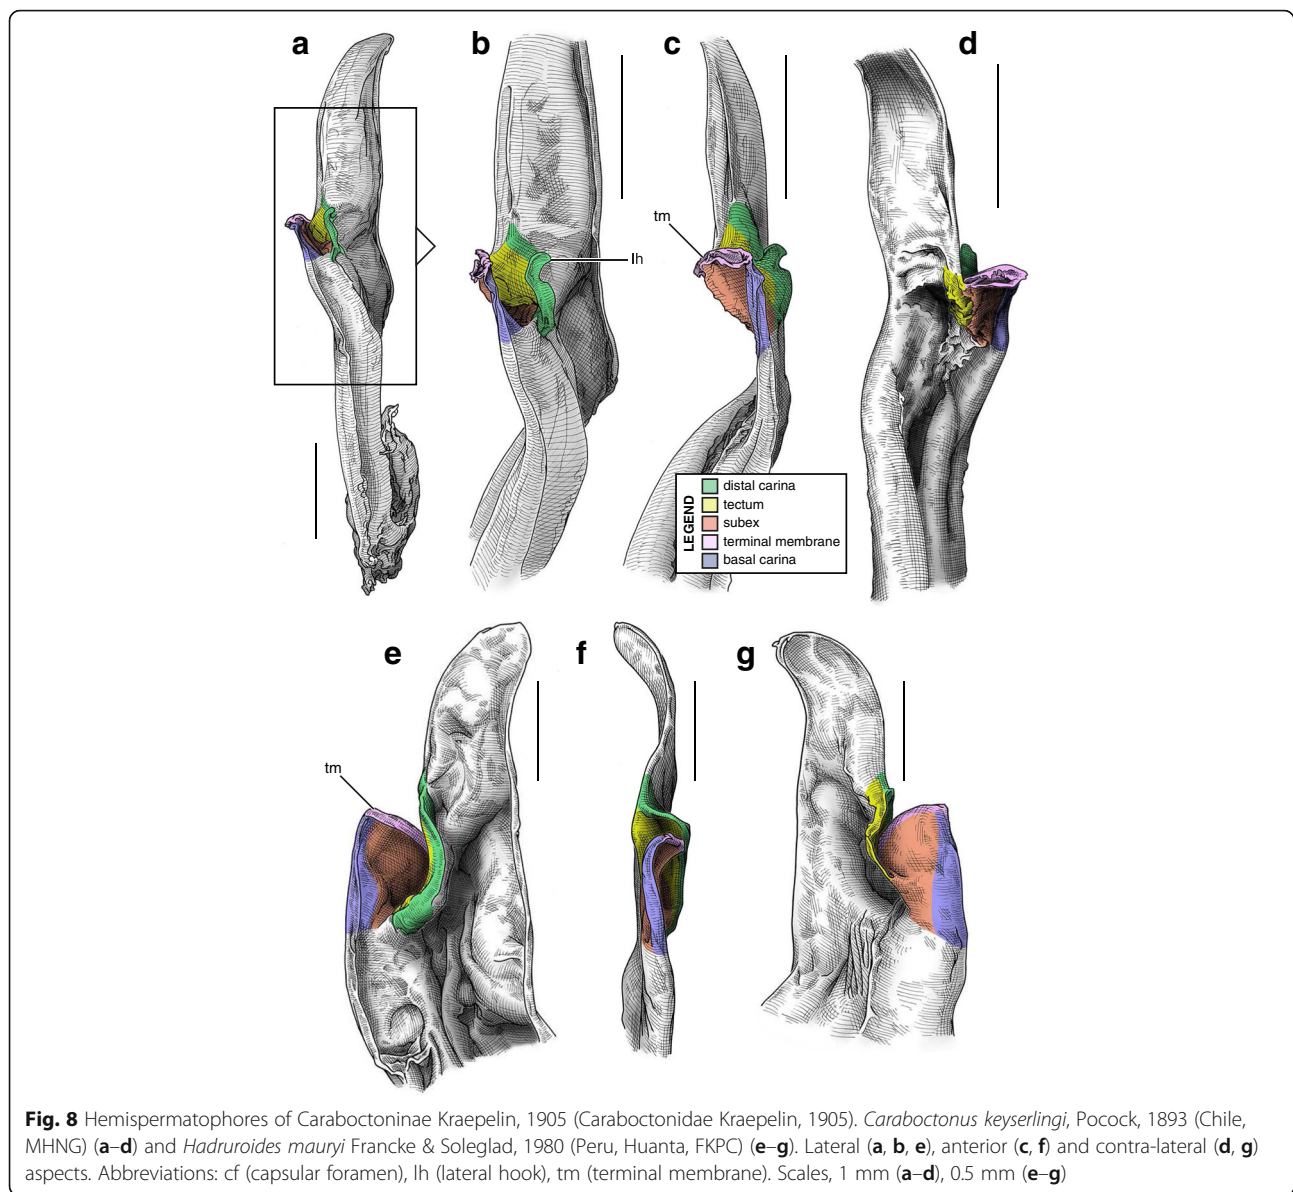 a
b
c
d
tm
lh
LEGEND
distal carina
tectum
subex
terminal membrane
basal carina
e
f
g
tm
Fig. 8 Hemispermatophores of Caraboctoninae Kraepelin, 1905 (Caraboctonidae Kraepelin, 1905). Caraboctonus keyserlingi, Pocock, 1893 (Chile,
MHNG) (a–d) and Hadruroides mauryi Francke & Soleglad, 1980 (Peru, Huanta, FKPC) (e–g). Lateral (a, b, e), anterior (c, f) and contra-lateral (d, g)
aspects. Abbreviations: cf (capsular foramen), lh (lateral hook), tm (terminal membrane). Scales, 1 mm (a–d), 0.5 mm (e–g)